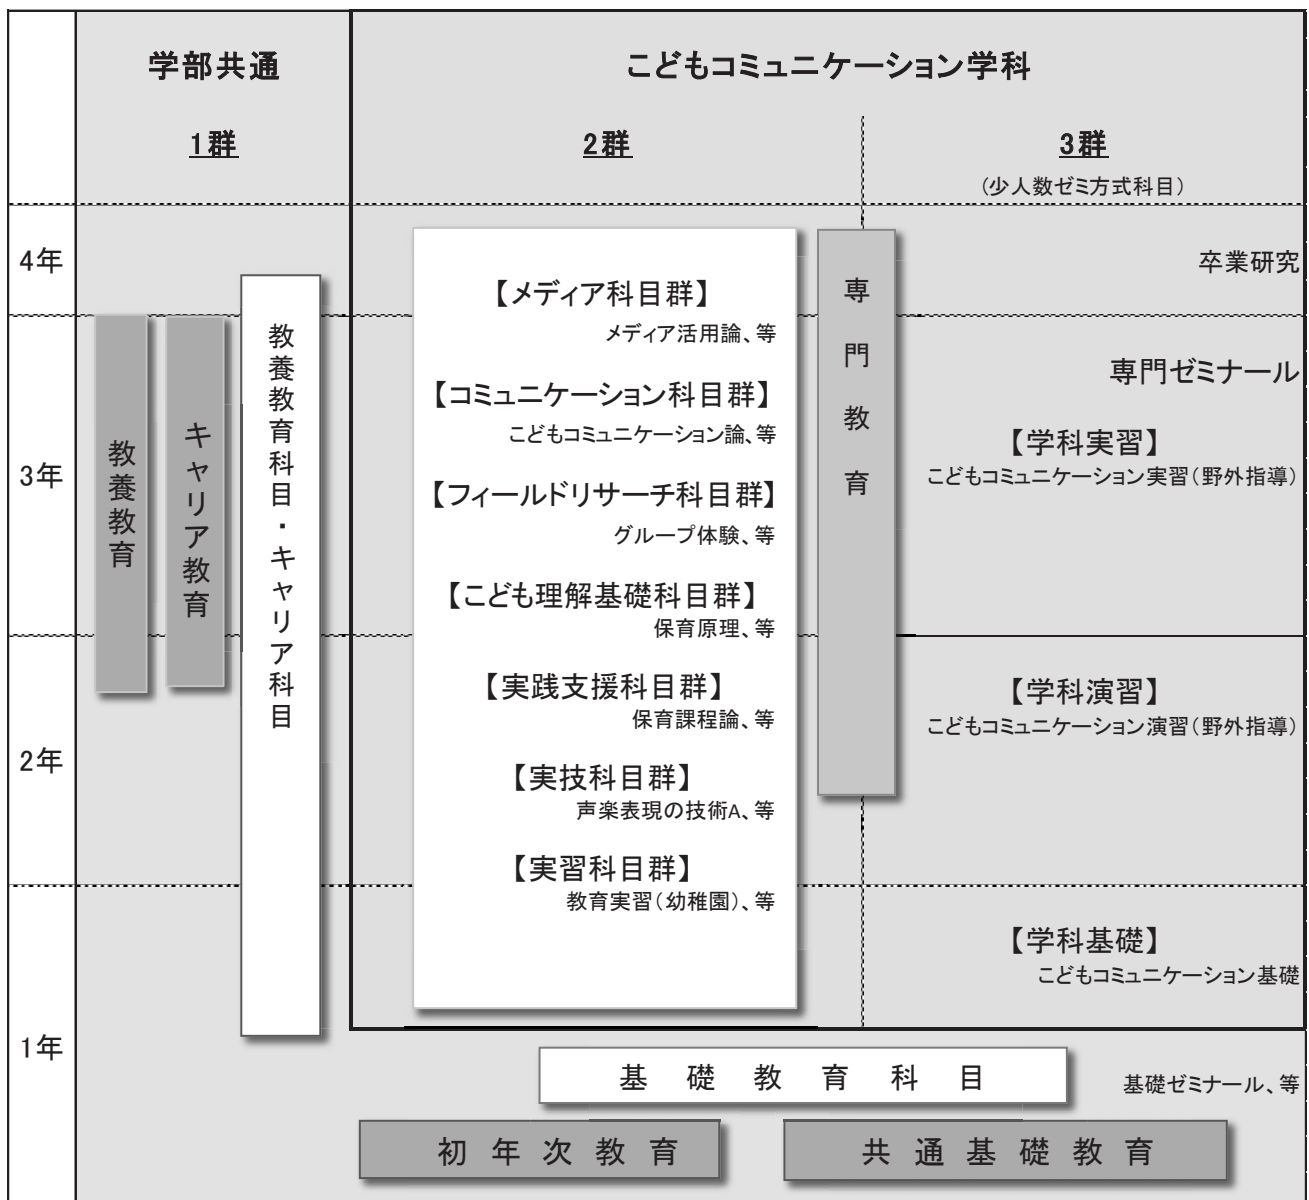 学部共通
こどもコミュニケーション学科
1群
2群
3群
(少人数ゼミ方式科目)
4年
3年
2年
1年
教養教育
キャリア教育
教養教育科目・キャリア科目
【メディア科目群】
メディア活用論、等
【コミュニケーション科目群】
こどもコミュニケーション論、等
【フィールドリサーチ科目群】
グループ体験、等
【こども理解基礎科目群】
保育原理、等
【実践支援科目群】
保育課程論、等
【実技科目群】
声楽表現の技術A、等
【実習科目群】
教育実習(幼稚園)、等
専門教育
卒業研究
専門ゼミナール
【学科実習】
こどもコミュニケーション実習(野外指導)
【学科演習】
こどもコミュニケーション演習(野外指導)
【学科基礎】
こどもコミュニケーション基礎
基礎教育科目
基礎ゼミナール、等
初年次教育
共通基礎教育